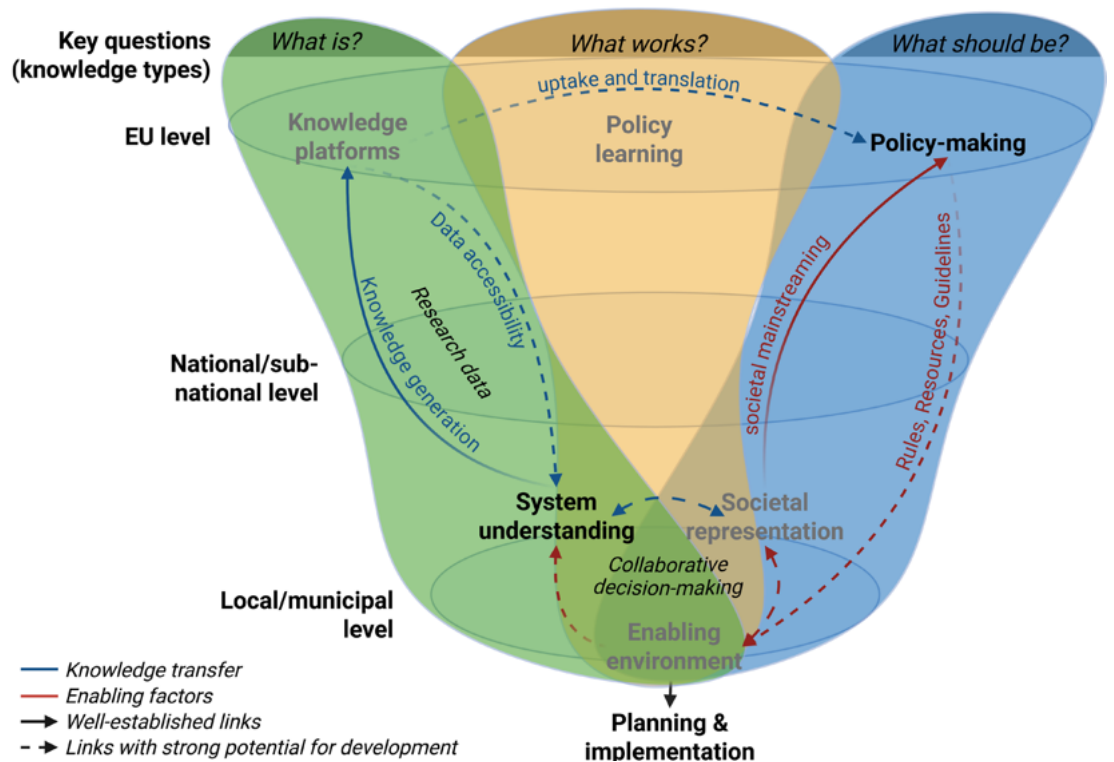 Key questions
(knowledge types)
What is?
What works?
What should be?
uptake and translation
EU level
Knowledge
platforms
Policy
learning
Policy-making
Data accessibility
Research data
Knowledge generation
societal mainstreaming
Rules, Resources, Guidelines
National/sub-
national level
System
understanding
Societal
representation
Collaborative
decision-making
Local/municipal
level
Enabling
environment
Knowledge transfer
Enabling factors
Well-established links
Links with strong potential for development
Planning &
implementation